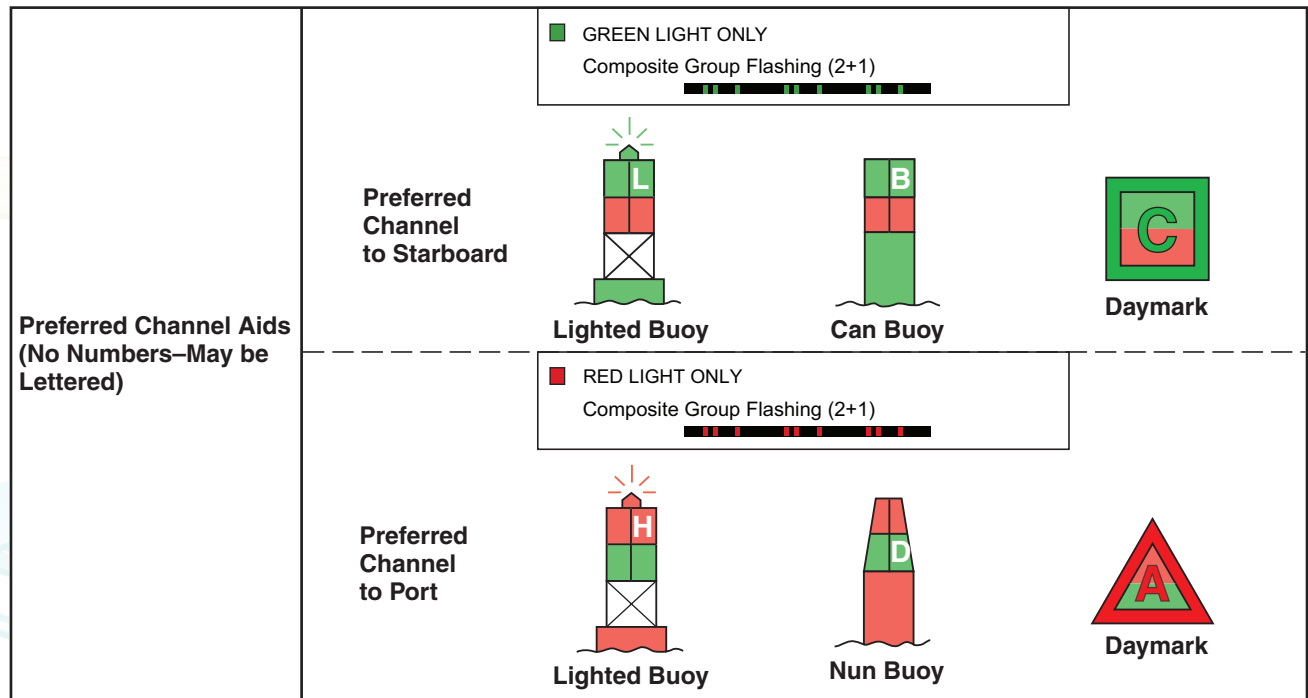 GREEN LIGHT ONLY
Composite Group Flashing (2+1)
Preferred
Channel
to Starboard
L
B
C
Lighted Buoy
Can Buoy
Daymark
Preferred Channel Aids
(No Numbers–May be
Lettered)
RED LIGHT ONLY
Composite Group Flashing (2+1)
Preferred
Channel
to Port
H
D
A
Lighted Buoy
Nun Buoy
Daymark